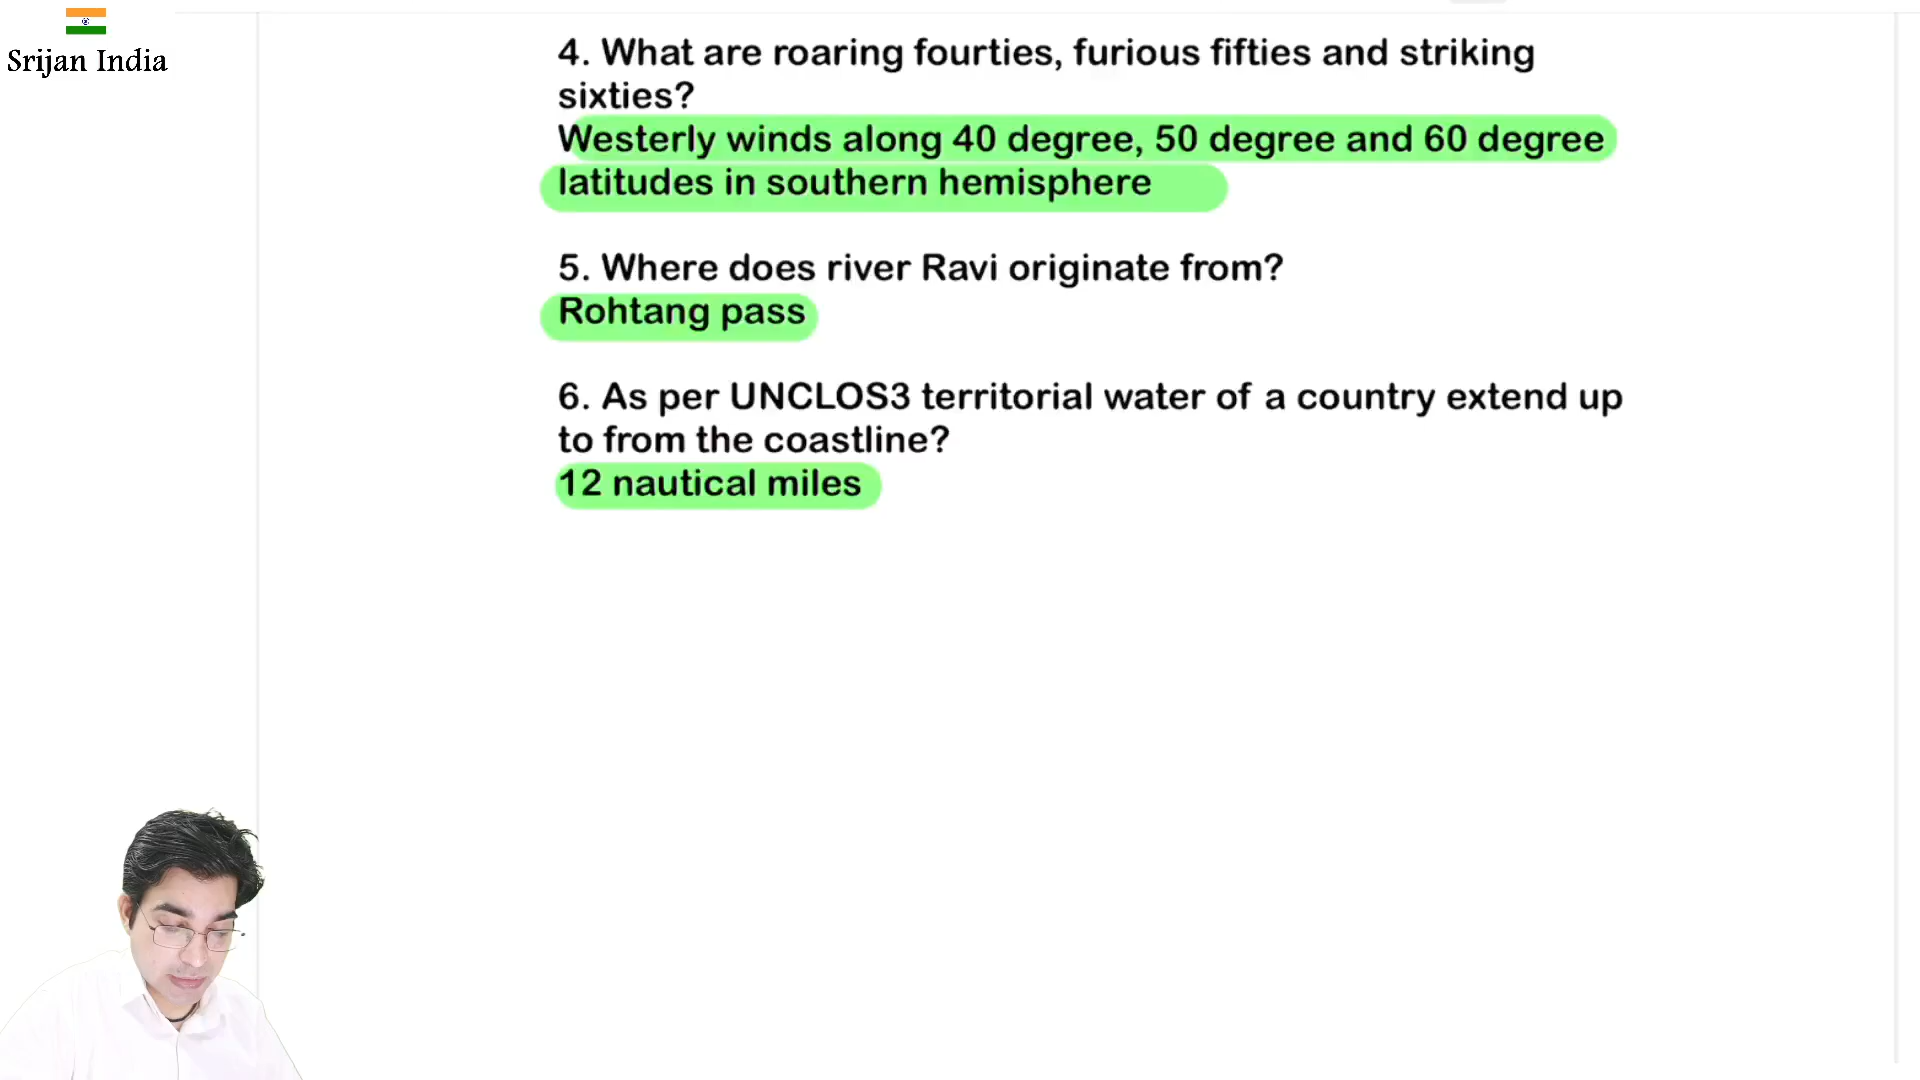 Srijan India
4. What are roaring fourties, furious fifties and striking
sixties?
Westerly winds along 40 degree, 50 degree and 60 degree
latitudes in southern hemisphere
5. Where does river Ravi originate from?
Rohtang pass
6. As per UNCLOS3 territorial water of a country extend up
to from the coastline?
12 nautical miles